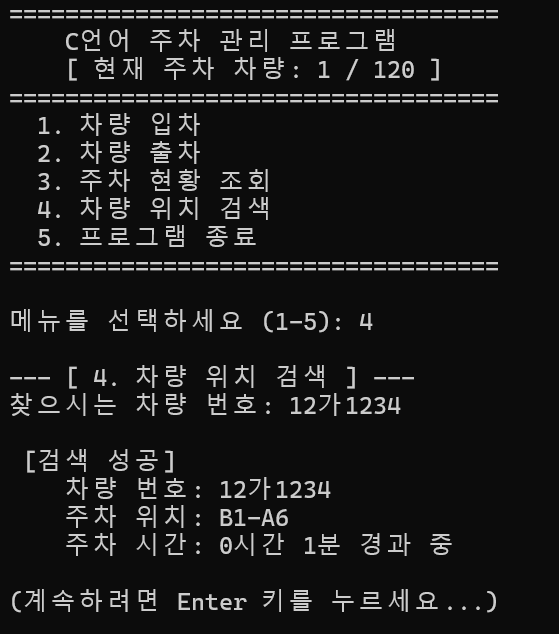 ===================================
C언어 주차 관리 프로그램
[ 현재 주차 차량: 1 / 120 ]
===================================
1. 차량 입차
2. 차량 출차
3. 주차 현황 조회
4. 차량 위치 검색
5. 프로그램 종료
===================================
메뉴를 선택하세요 (1-5): 4
--- [ 4. 차량 위치 검색 ] ---
찾으시는 차량 번호: 12가1234
[검색 성공]
차량 번호: 12가1234
주차 위치: B1-A6
주차 시간: 0시간 1분 경과 중
(계속하려면 Enter 키를 누르세요...)